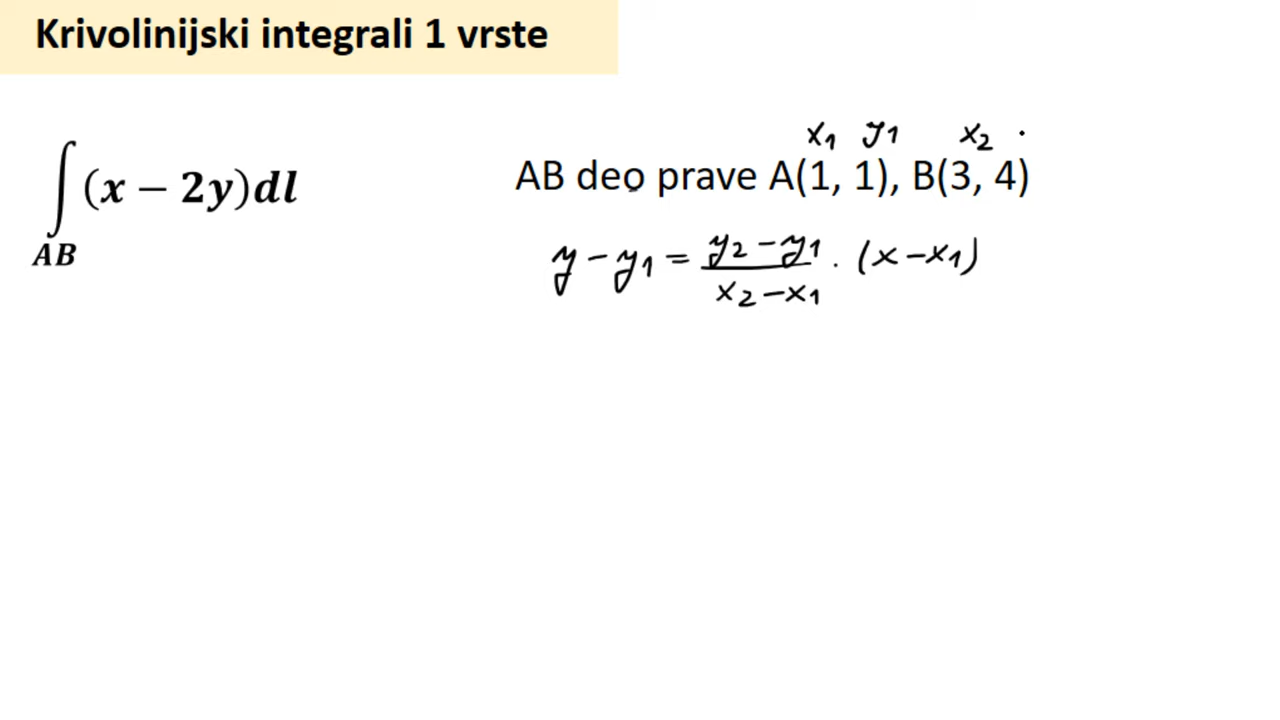 Krivolinijski integrali 1 vrste
x₁ y₁ x₂
∫(x − 2y)dl
AB
AB deo prave A(1, 1), B(3, 4)
y − y₁ = (y₂ − y₁)/(x₂ − x₁) · (x − x₁)